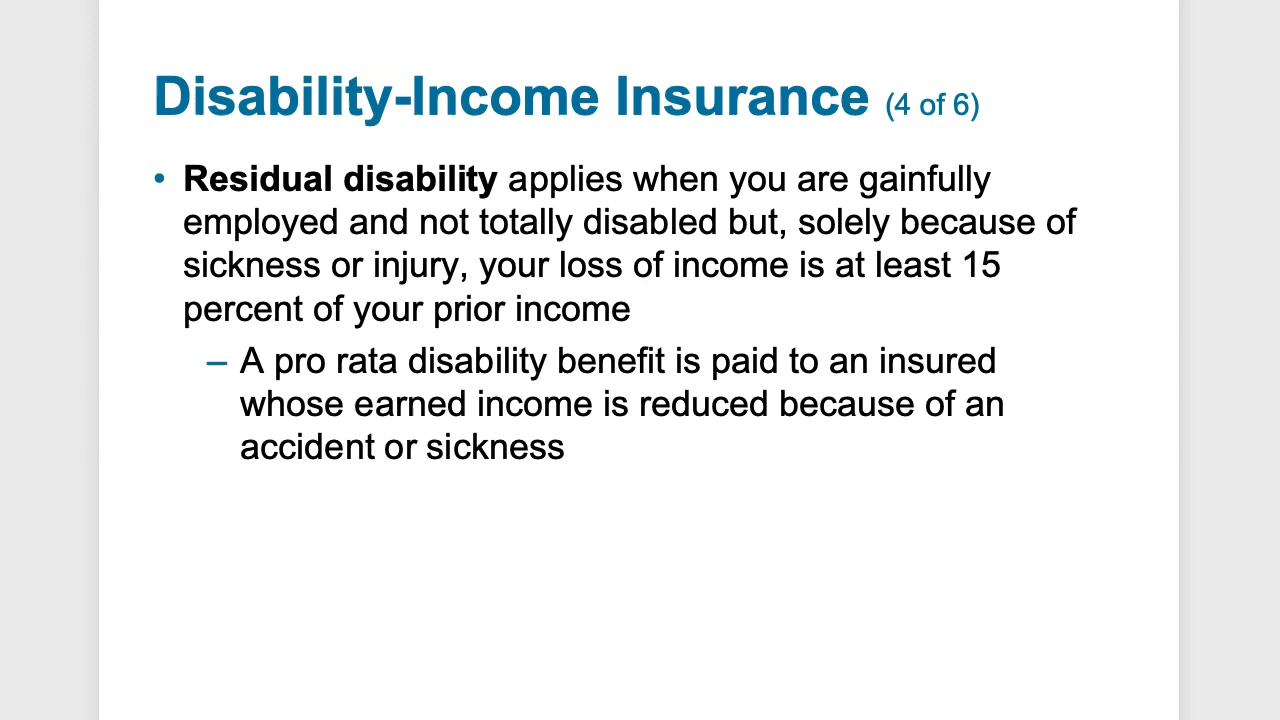 Disability-Income Insurance (4 of 6)
• Residual disability applies when you are gainfully
employed and not totally disabled but, solely because of
sickness or injury, your loss of income is at least 15
percent of your prior income
– A pro rata disability benefit is paid to an insured
whose earned income is reduced because of an
accident or sickness